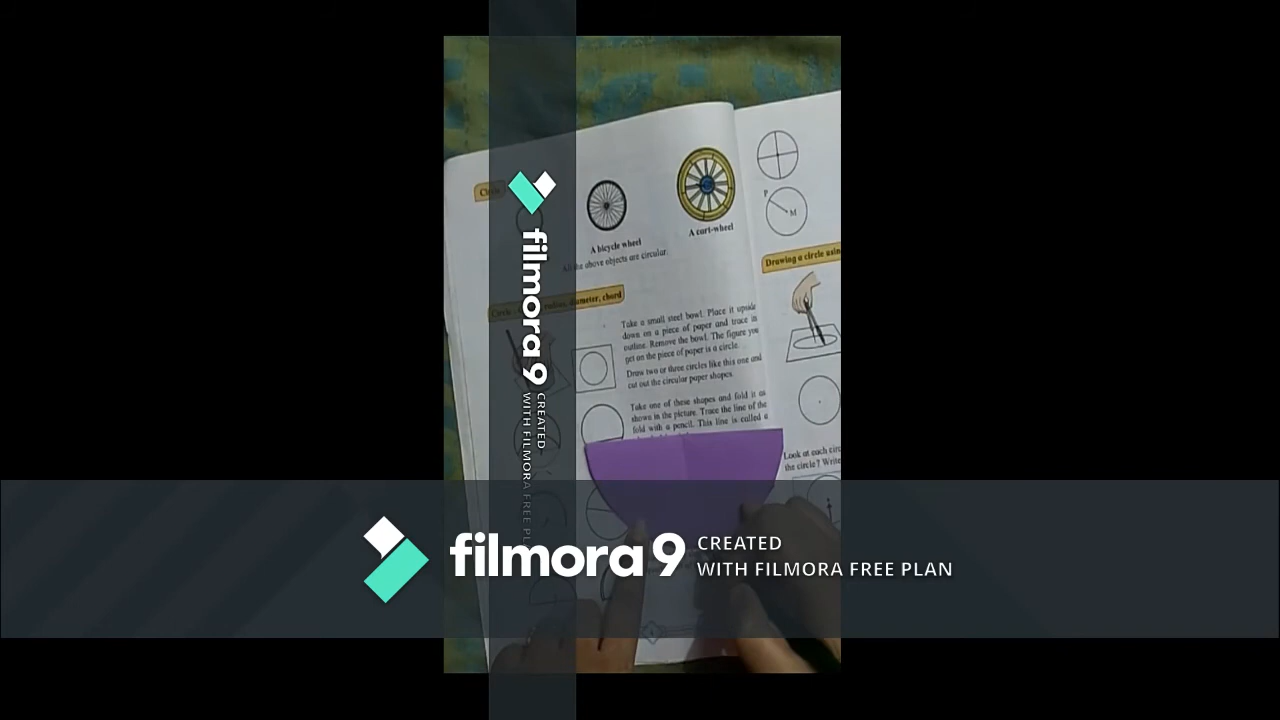 A bicycle wheel
A cart-wheel
All the above objects are circular.
radius, diameter, chord
Take a small steel bowl. Place it upside
down on a piece of paper and trace its
outline. Remove the bowl. The figure you
get on the piece of paper is a circle.
Draw two or three circles like this one and
cut out the circular paper shapes.
Take one of these shapes and fold it as
shown in the picture. Trace the line of the
fold with a pencil. This line is called a
P
M
Drawing a circle
Look at each
the circle? Write
filmora 9
CREATED
WITH FILMORA FREE PL
filmora 9
CREATED
WITH FILMORA FREE PLAN